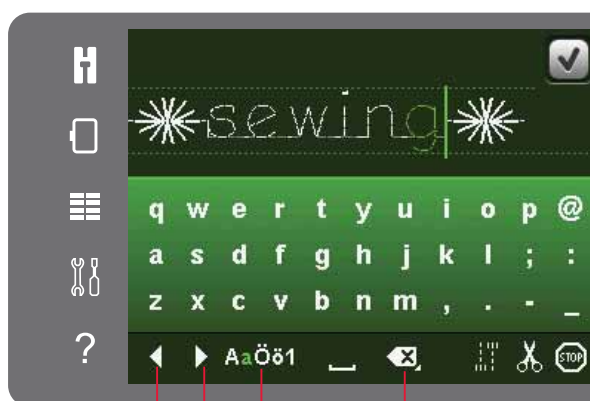 sewing
q w e r t y u i o p @
a s d f g h j k l ; :
z x c v b n m , . - _
? AaÖö1 STOP